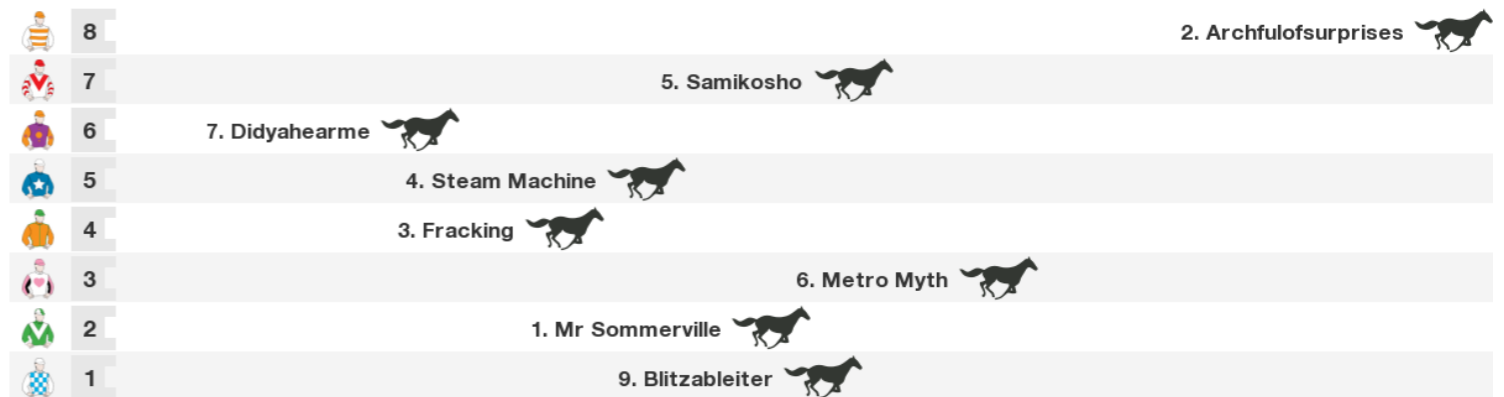 8 2. Archfulofsurprises
7 5. Samikosho
6 7. Didyahearme
5 4. Steam Machine
4 3. Fracking
3 6. Metro Myth
2 1. Mr Sommerville
1 9. Blitzableiter